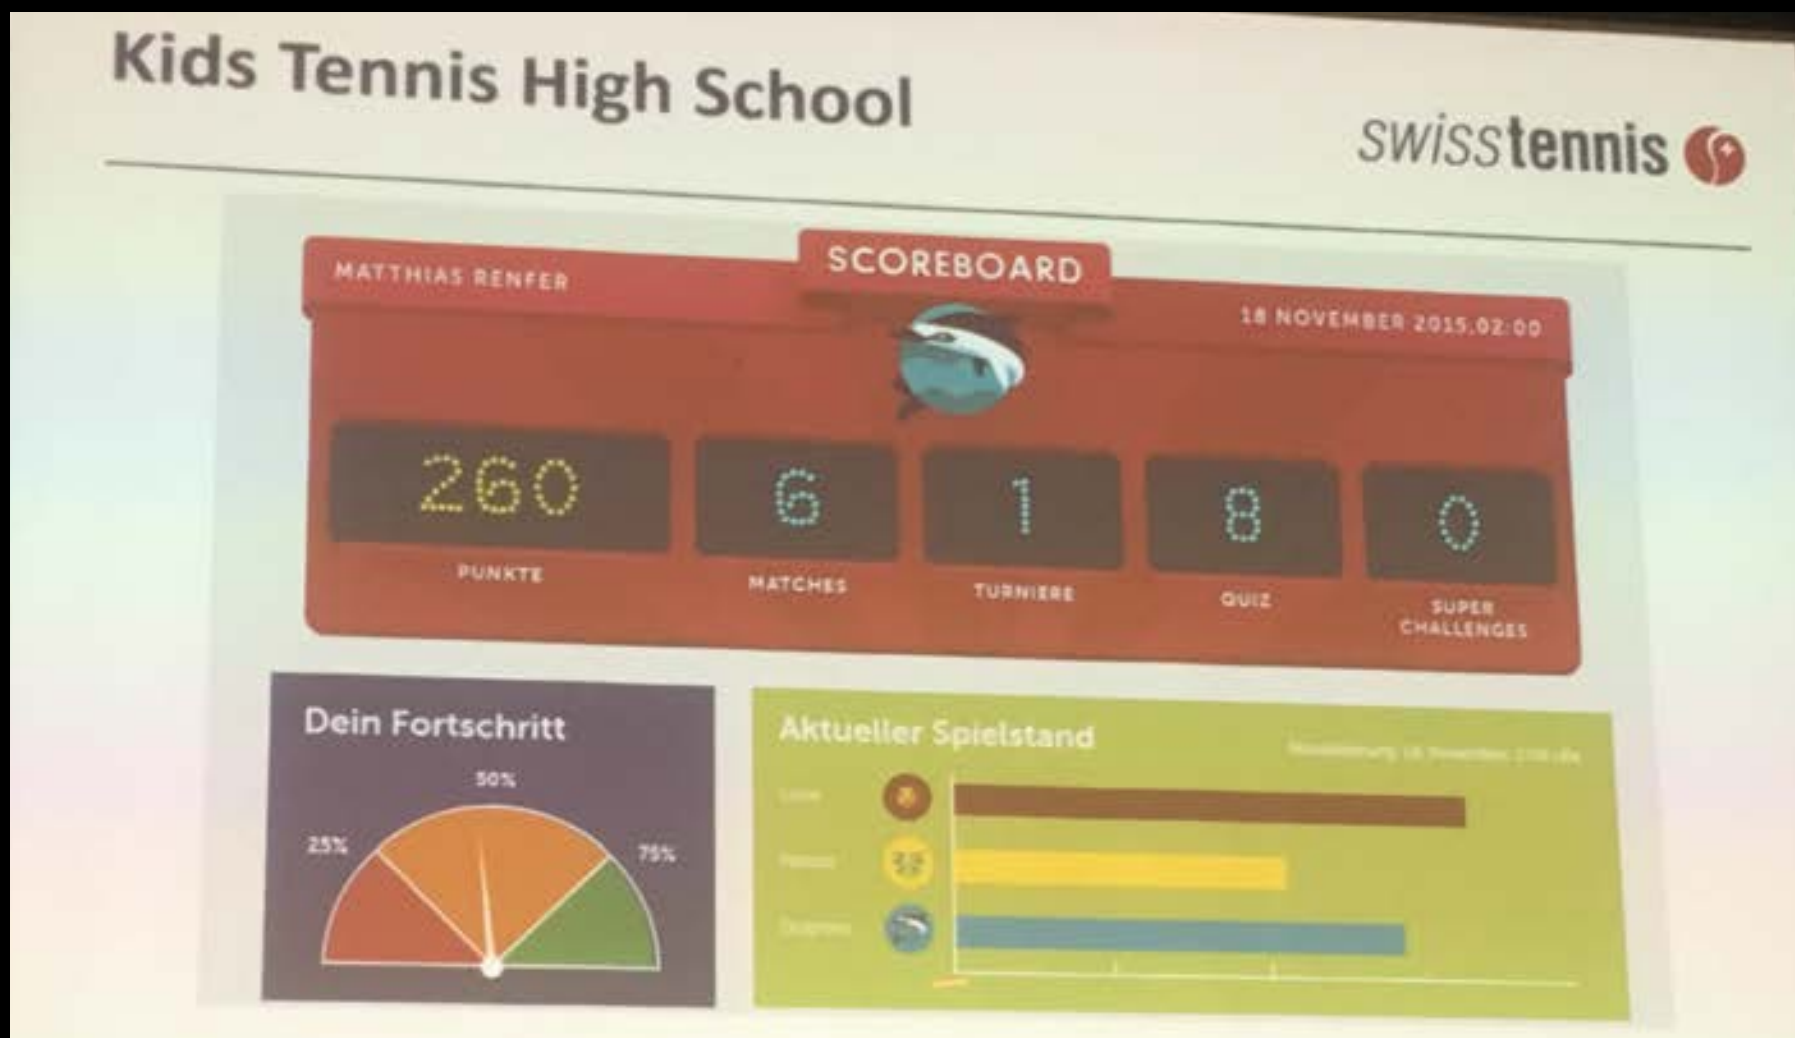 Kids Tennis High School
swisstennis
SCOREBOARD
MATTHIAS RENFER
18 NOVEMBER 2015,02:00
260
6
1
8
0
PUNKTE
MATCHES
TURNIERE
QUIZ
SUPER
CHALLENGES
Dein Fortschritt
50%
25%
75%
Aktueller Spielstand